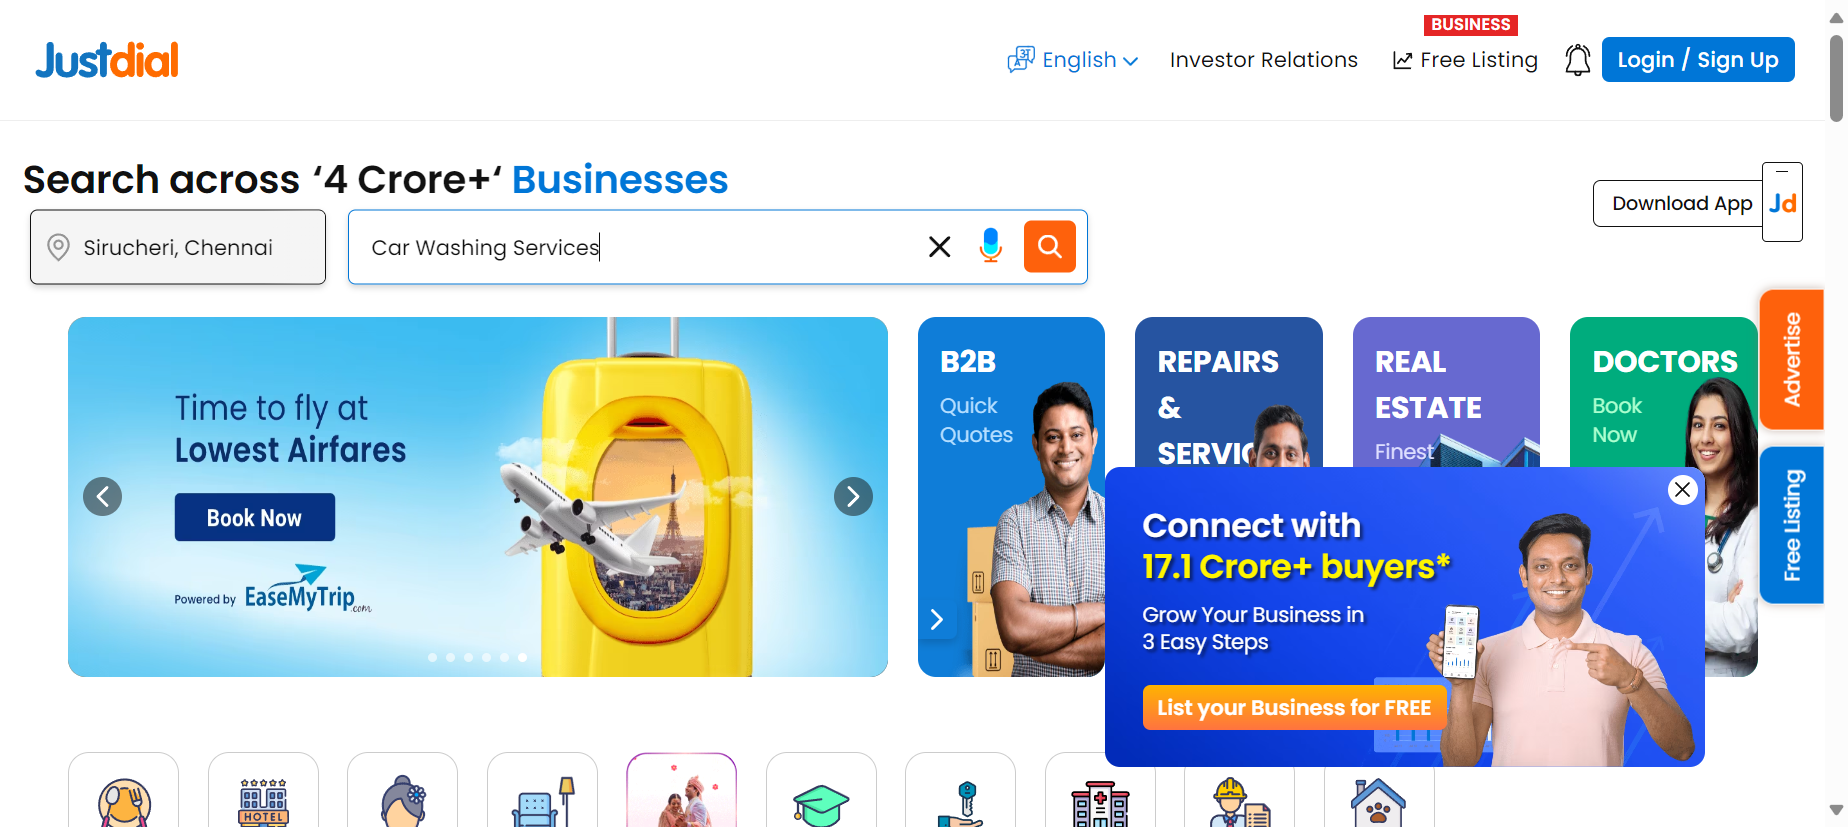 BUSINESS
Justdial
English
Investor Relations
Free Listing
Login / Sign Up
Search across ‘4 Crore+‘ Businesses
Download App
Jd
Sirucheri, Chennai
Car Washing Services
Time to fly at
Lowest Airfares
Book Now
Powered by EaseMyTrip.com
B2B
Quick
Quotes
REPAIRS
&
SERVIC
REAL
ESTATE
Finest
DOCTORS
Book
Now
Advertise
Free Listing
Connect with
17.1 Crore+ buyers*
Grow Your Business in
3 Easy Steps
List your Business for FREE
HOTEL